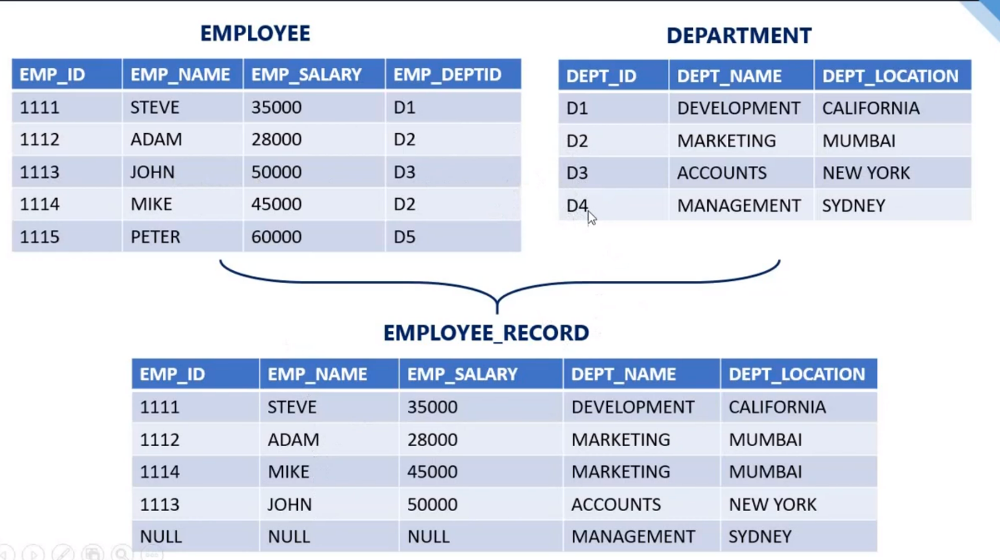 EMPLOYEE
EMP_ID EMP_NAME EMP_SALARY EMP_DEPTID
1111 STEVE 35000 D1
1112 ADAM 28000 D2
1113 JOHN 50000 D3
1114 MIKE 45000 D2
1115 PETER 60000 D5
DEPARTMENT
DEPT_ID DEPT_NAME DEPT_LOCATION
D1 DEVELOPMENT CALIFORNIA
D2 MARKETING MUMBAI
D3 ACCOUNTS NEW YORK
D4 MANAGEMENT SYDNEY
EMPLOYEE_RECORD
EMP_ID EMP_NAME EMP_SALARY DEPT_NAME DEPT_LOCATION
1111 STEVE 35000 DEVELOPMENT CALIFORNIA
1112 ADAM 28000 MARKETING MUMBAI
1114 MIKE 45000 MARKETING MUMBAI
1113 JOHN 50000 ACCOUNTS NEW YORK
NULL NULL NULL MANAGEMENT SYDNEY